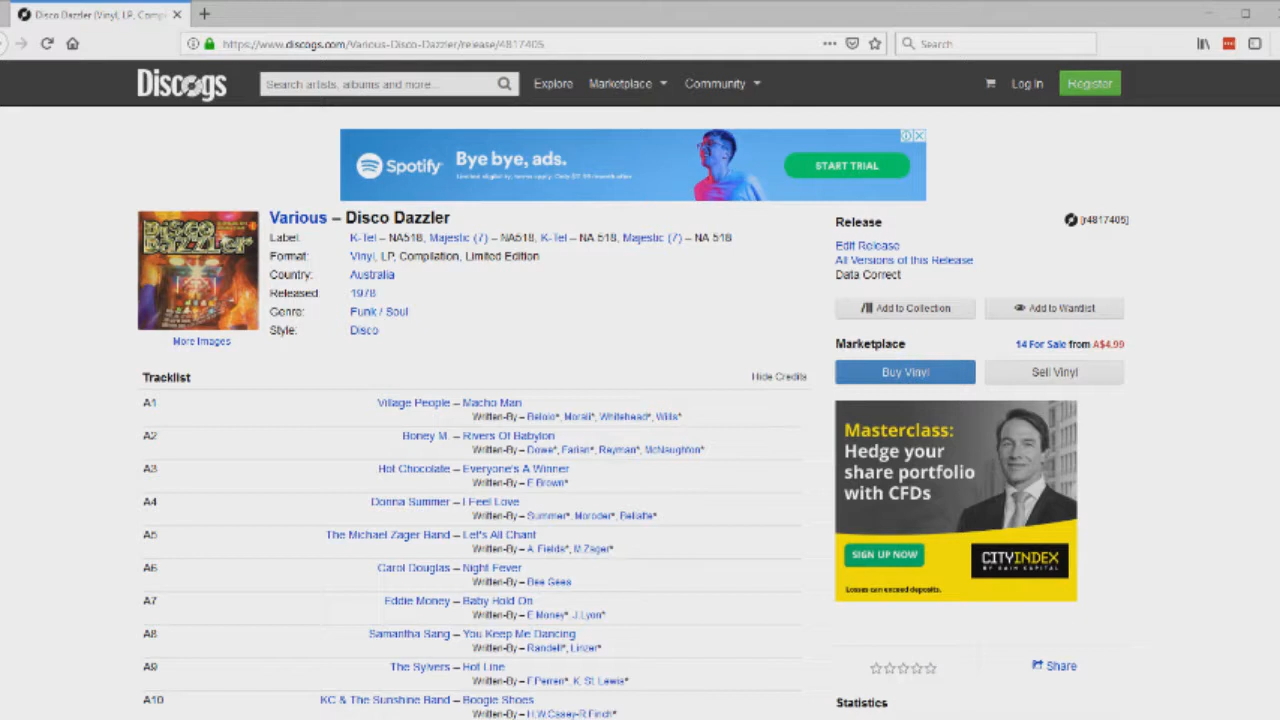 Disco Dazzler (Vinyl, LP, Comp
https://www.discogs.com/Various-Disco-Dazzler/release/4817405
Search
Discogs
Search artists, albums and more...
Explore
Marketplace
Community
Log In
Register
Spotify
Bye bye, ads.
START TRIAL
DISCO DAZZLER
Various – Disco Dazzler
Label: K-Tel – NA518, Majestic (7) – NA518, K-Tel – NA 518, Majestic (7) – NA 518
Format: Vinyl, LP, Compilation, Limited Edition
Country: Australia
Released 1978
Genre: Funk / Soul
Style: Disco
More Images
Release
[r4817405]
Edit Release
All Versions of this Release
Data Correct
Add to Collection
Add to Wantlist
Marketplace
14 For Sale from A$4.99
Buy Vinyl
Sell Vinyl
Tracklist
Hide Credits
A1 Village People – Macho Man
Written-By – Belolo*, Morali*, Whitehead*, Willis*
A2 Boney M. – Rivers Of Babylon
Written-By – Dowe*, Farian*, Reyman*, McNaughton*
A3 Hot Chocolate – Everyone's A Winner
Written-By – E.Brown*
A4 Donna Summer – I Feel Love
Written-By – Summer*, Moroder*, Bellotte*
A5 The Michael Zager Band – Let's All Chant
Written-By – A. Fields*, M.Zager*
A6 Carol Douglas – Night Fever
Written-By – Bee Gees
A7 Eddie Money – Baby Hold On
Written-By – E.Money*, J.Lyon*
A8 Samantha Sang – You Keep Me Dancing
Written-By – Randell*, Linzer*
A9 The Sylvers – Hot Line
Written-By – F.Perren*, K. St. Lewis*
A10 KC & The Sunshine Band – Boogie Shoes
Written-By – H.W.Casey-R.Finch*
Masterclass:
Hedge your
share portfolio
with CFDs
SIGN UP NOW
CITYINDEX
BY GAIN CAPITAL
Losses can exceed deposits.
Share
Statistics